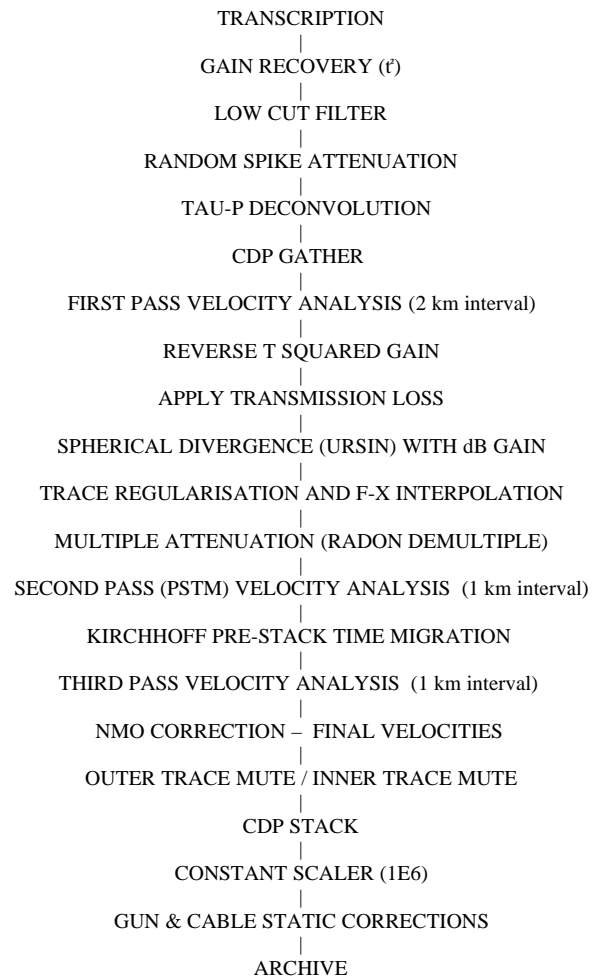 TRANSCRIPTION
GAIN RECOVERY (t²)
LOW CUT FILTER
RANDOM SPIKE ATTENUATION
TAU-P DECONVOLUTION
CDP GATHER
FIRST PASS VELOCITY ANALYSIS (2 km interval)
REVERSE T SQUARED GAIN
APPLY TRANSMISSION LOSS
SPHERICAL DIVERGENCE (URSIN) WITH dB GAIN
TRACE REGULARISATION AND F-X INTERPOLATION
MULTIPLE ATTENUATION (RADON DEMULTIPLE)
SECOND PASS (PSTM) VELOCITY ANALYSIS (1 km interval)
KIRCHHOFF PRE-STACK TIME MIGRATION
THIRD PASS VELOCITY ANALYSIS (1 km interval)
NMO CORRECTION – FINAL VELOCITIES
OUTER TRACE MUTE / INNER TRACE MUTE
CDP STACK
CONSTANT SCALER (1E6)
GUN & CABLE STATIC CORRECTIONS
ARCHIVE